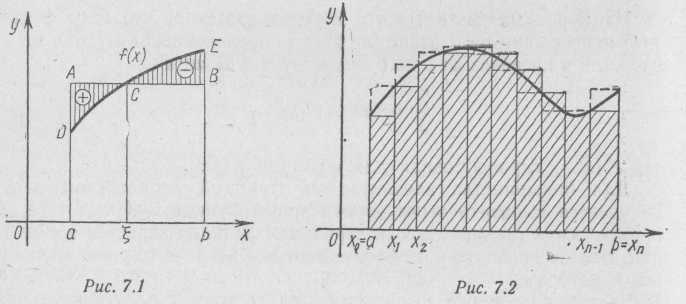 y
f(x)
E
A
B
C
D
+
−
0
a
ξ
b
x
Рис. 7.1
y
0
x₀=a
x₁
x₂
xₙ₋₁
b=xₙ
x
Рис. 7.2